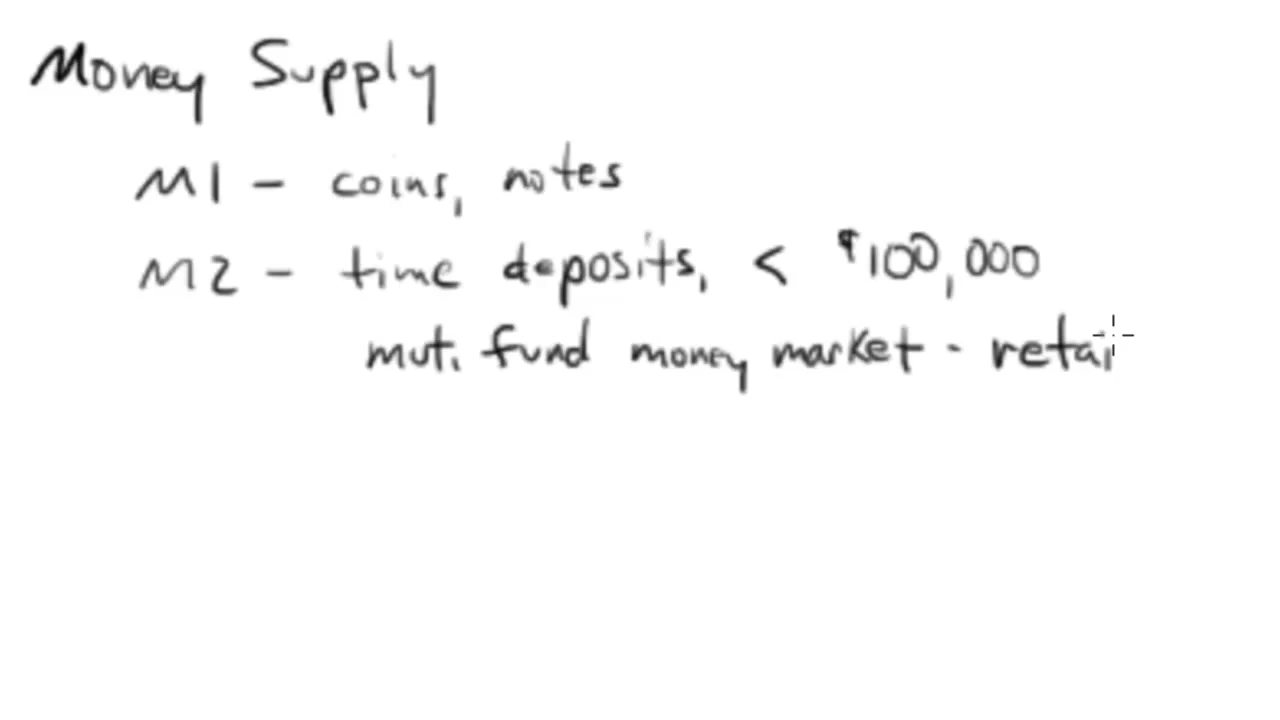 Money Supply
M1 - coins, notes
M2 - time deposits, < $100,000
mut. fund money market - retai